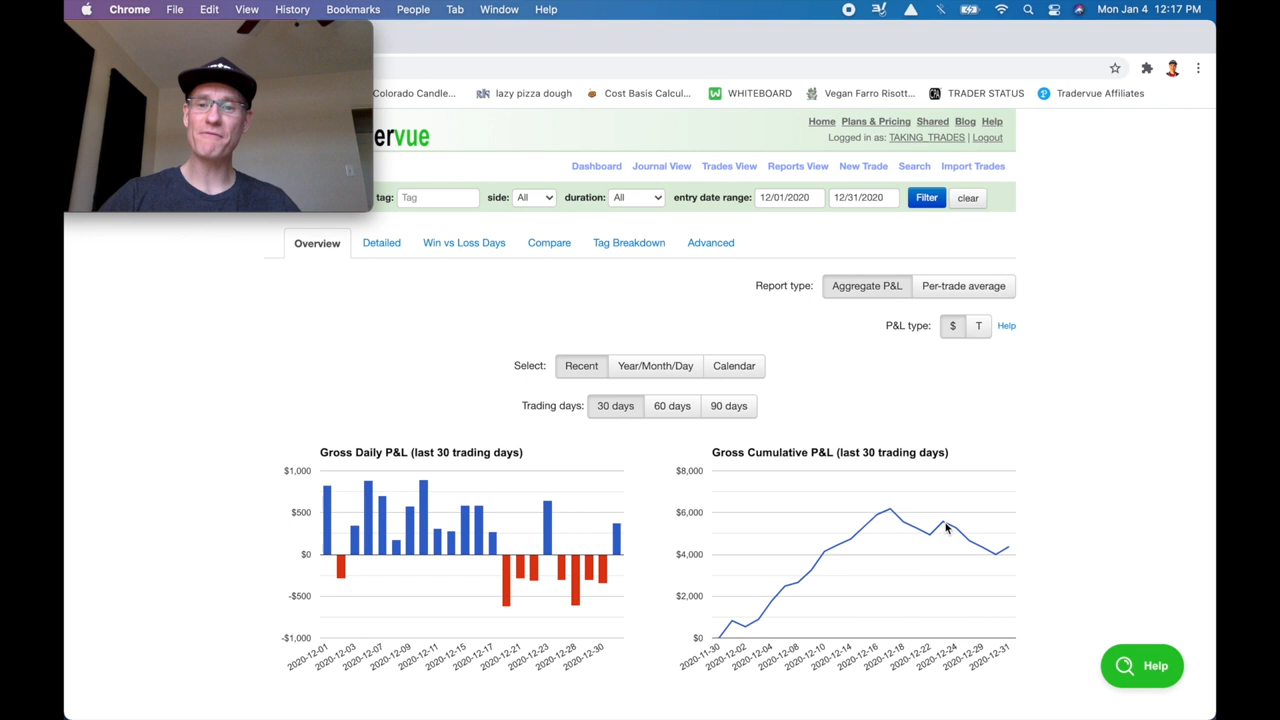 Chrome File Edit View History Bookmarks People Tab Window Help Mon Jan 4 12:17 PM
Colorado Candle... lazy pizza dough Cost Basis Calcul... WHITEBOARD Vegan Farro Risott... TRADER STATUS Tradervue Affiliates
Home Plans & Pricing Shared Blog Help
ervue
Logged in as: TAKING_TRADES | Logout
Dashboard Journal View Trades View Reports View New Trade Search Import Trades
tag: Tag side: All duration: All entry date range: 12/01/2020 12/31/2020 Filter clear
Overview Detailed Win vs Loss Days Compare Tag Breakdown Advanced
Report type: Aggregate P&L Per-trade average
P&L type: $ T Help
Select: Recent Year/Month/Day Calendar
Trading days: 30 days 60 days 90 days
Gross Daily P&L (last 30 trading days)
$1,000
$500
$0
-$500
-$1,000
2020-12-01 2020-12-03 2020-12-07 2020-12-09 2020-12-11 2020-12-15 2020-12-17 2020-12-21 2020-12-23 2020-12-28 2020-12-30
Gross Cumulative P&L (last 30 trading days)
$8,000
$6,000
$4,000
$2,000
$0
2020-11-30 2020-12-02 2020-12-04 2020-12-08 2020-12-10 2020-12-14 2020-12-16 2020-12-18 2020-12-22 2020-12-24 2020-12-29 2020-12-31
Help